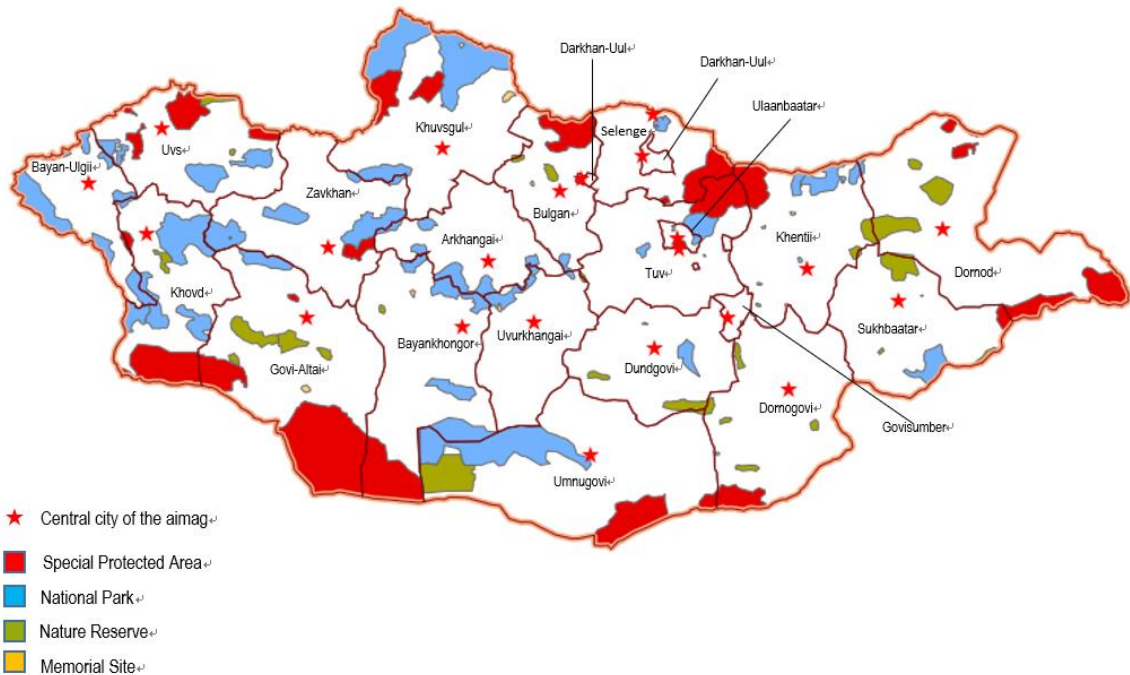 Darkhan-Uul
Darkhan-Uul
Ulaanbaatar
Khuvsgul
Selenge
Uvs
Bayan-Ulgii
Zavkhan
Bulgan
Arkhangai
Khentii
Tuv
Dornod
Khovd
Sukhbaatar
Uvurkhangai
Bayankhongor
Govi-Altai
Dundgovi
Dornogovi
Govisumber
Umnugovi
Central city of the aimag
Special Protected Area
National Park
Nature Reserve
Memorial Site